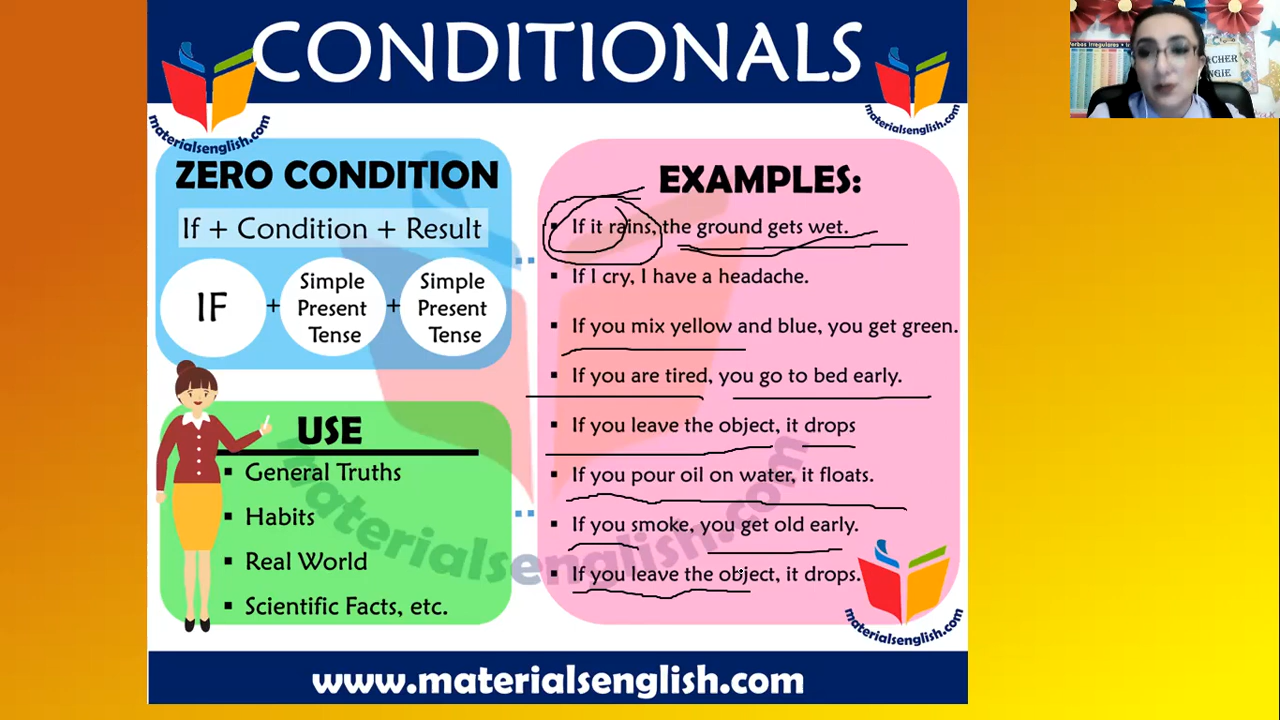 CONDITIONALS
materialsenglish.com
materialsenglish.com
ZERO CONDITION
If + Condition + Result
IF + Simple Present Tense + Simple Present Tense
USE
▪ General Truths
▪ Habits
▪ Real World
▪ Scientific Facts, etc.
EXAMPLES:
▪ If it rains, the ground gets wet.
▪ If I cry, I have a headache.
▪ If you mix yellow and blue, you get green.
▪ If you are tired, you go to bed early.
▪ If you leave the object, it drops
▪ If you pour oil on water, it floats.
▪ If you smoke, you get old early.
▪ If you leave the object, it drops.
materialsenglish.com
materialsenglish.com
www.materialsenglish.com
Verbos Irregulares